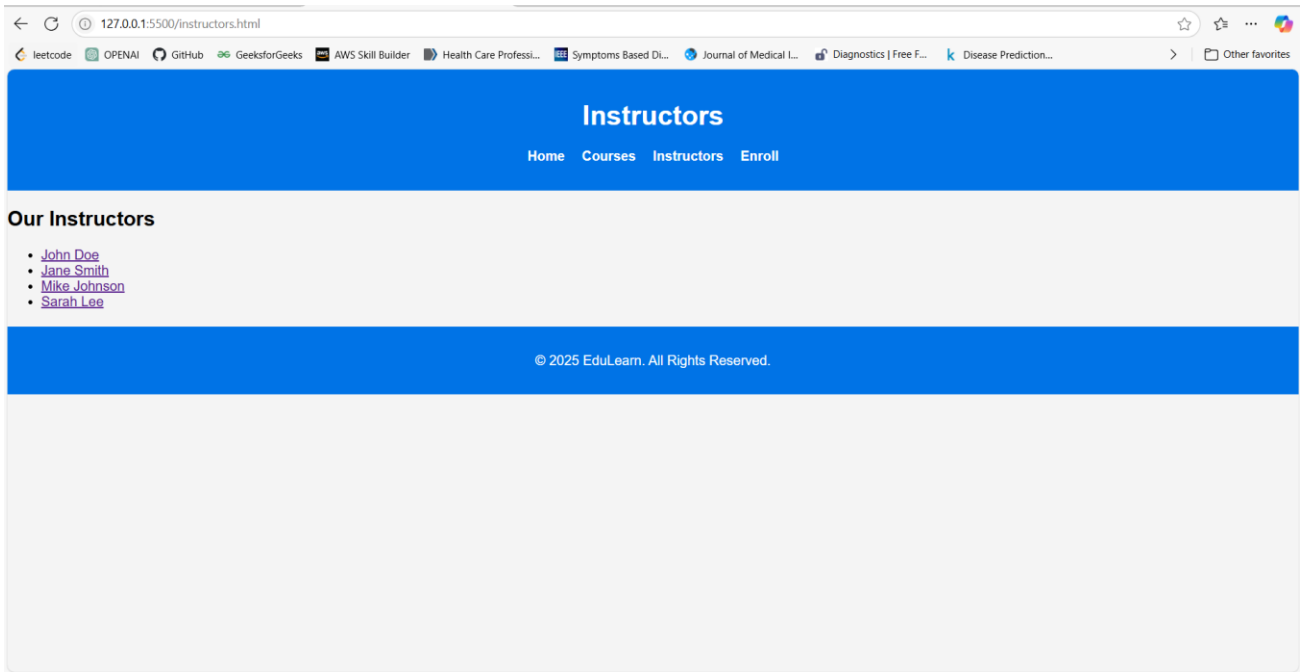 127.0.0.1:5500/instructors.html
leetcode OPENAI GitHub GeeksforGeeks aws AWS Skill Builder Health Care Professi... IEEE Symptoms Based Di... Journal of Medical I... Diagnostics | Free F... k Disease Prediction... Other favorites
Instructors
Home Courses Instructors Enroll
Our Instructors
• John Doe
• Jane Smith
• Mike Johnson
• Sarah Lee
© 2025 EduLearn. All Rights Reserved.